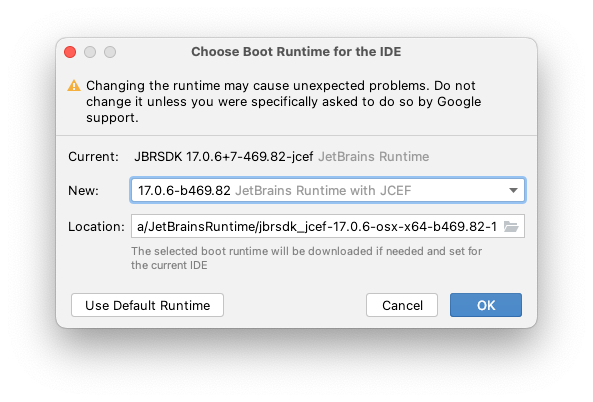 Choose Boot Runtime for the IDE
Changing the runtime may cause unexpected problems. Do not
change it unless you were specifically asked to do so by Google
support.
Current: JBRSDK 17.0.6+7-469.82-jcef JetBrains Runtime
New: 17.0.6-b469.82 JetBrains Runtime with JCEF
Location: a/JetBrainsRuntime/jbrsdk_jcef-17.0.6-osx-x64-b469.82-1
The selected boot runtime will be downloaded if needed and set for
the current IDE
Use Default Runtime Cancel OK